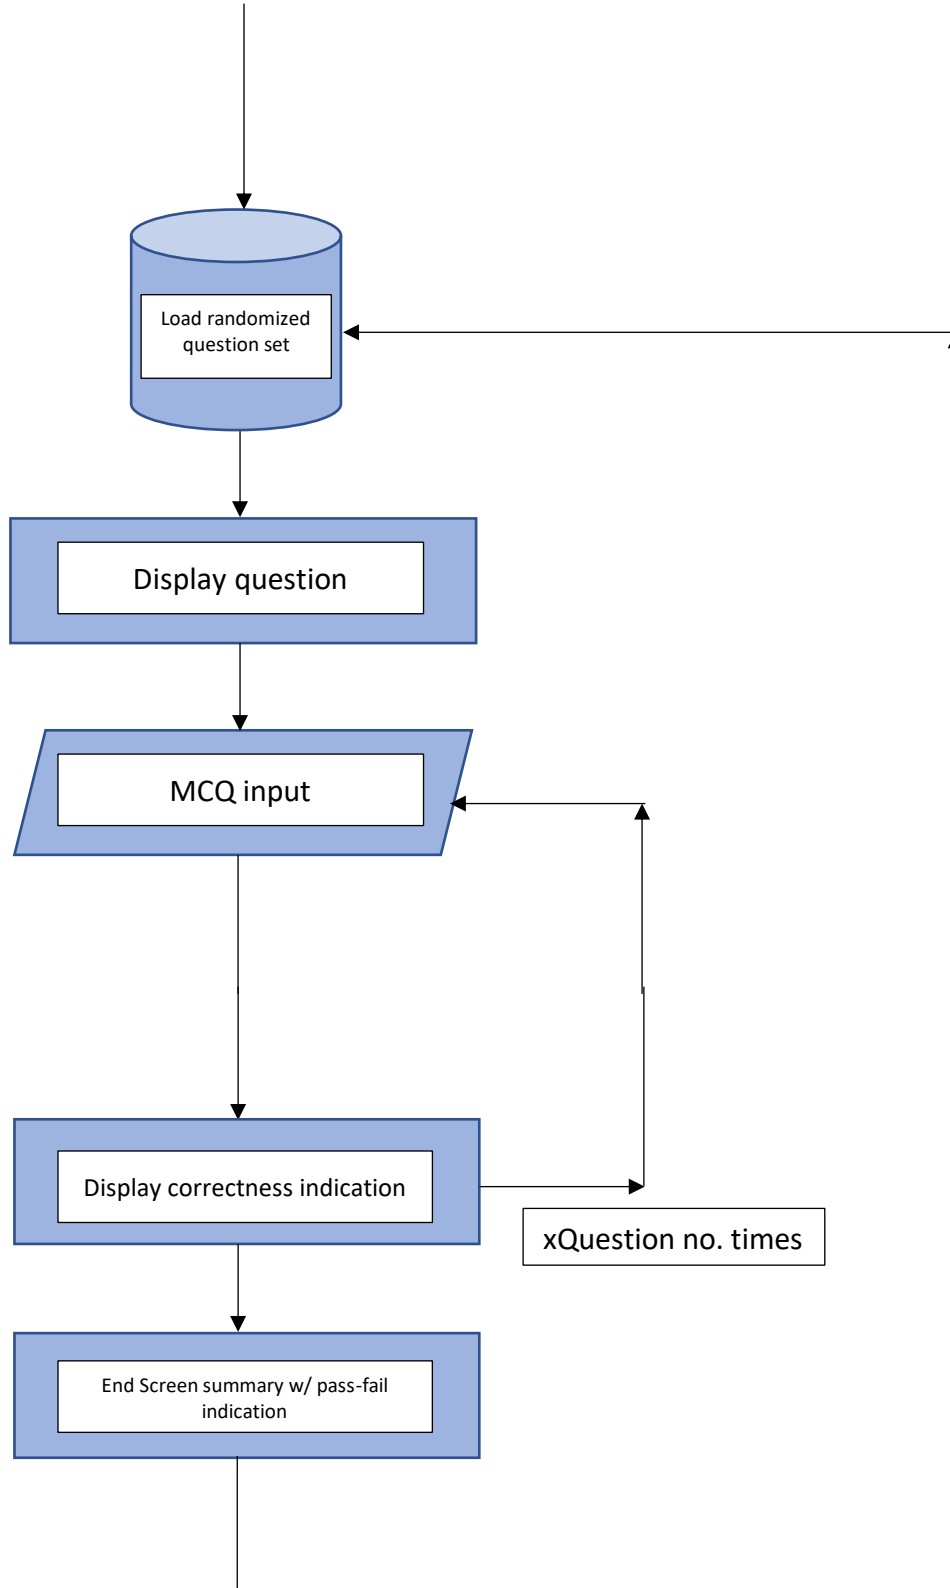 Load randomized
question set
Display question
MCQ input
Display correctness indication
xQuestion no. times
End Screen summary w/ pass-fail
indication